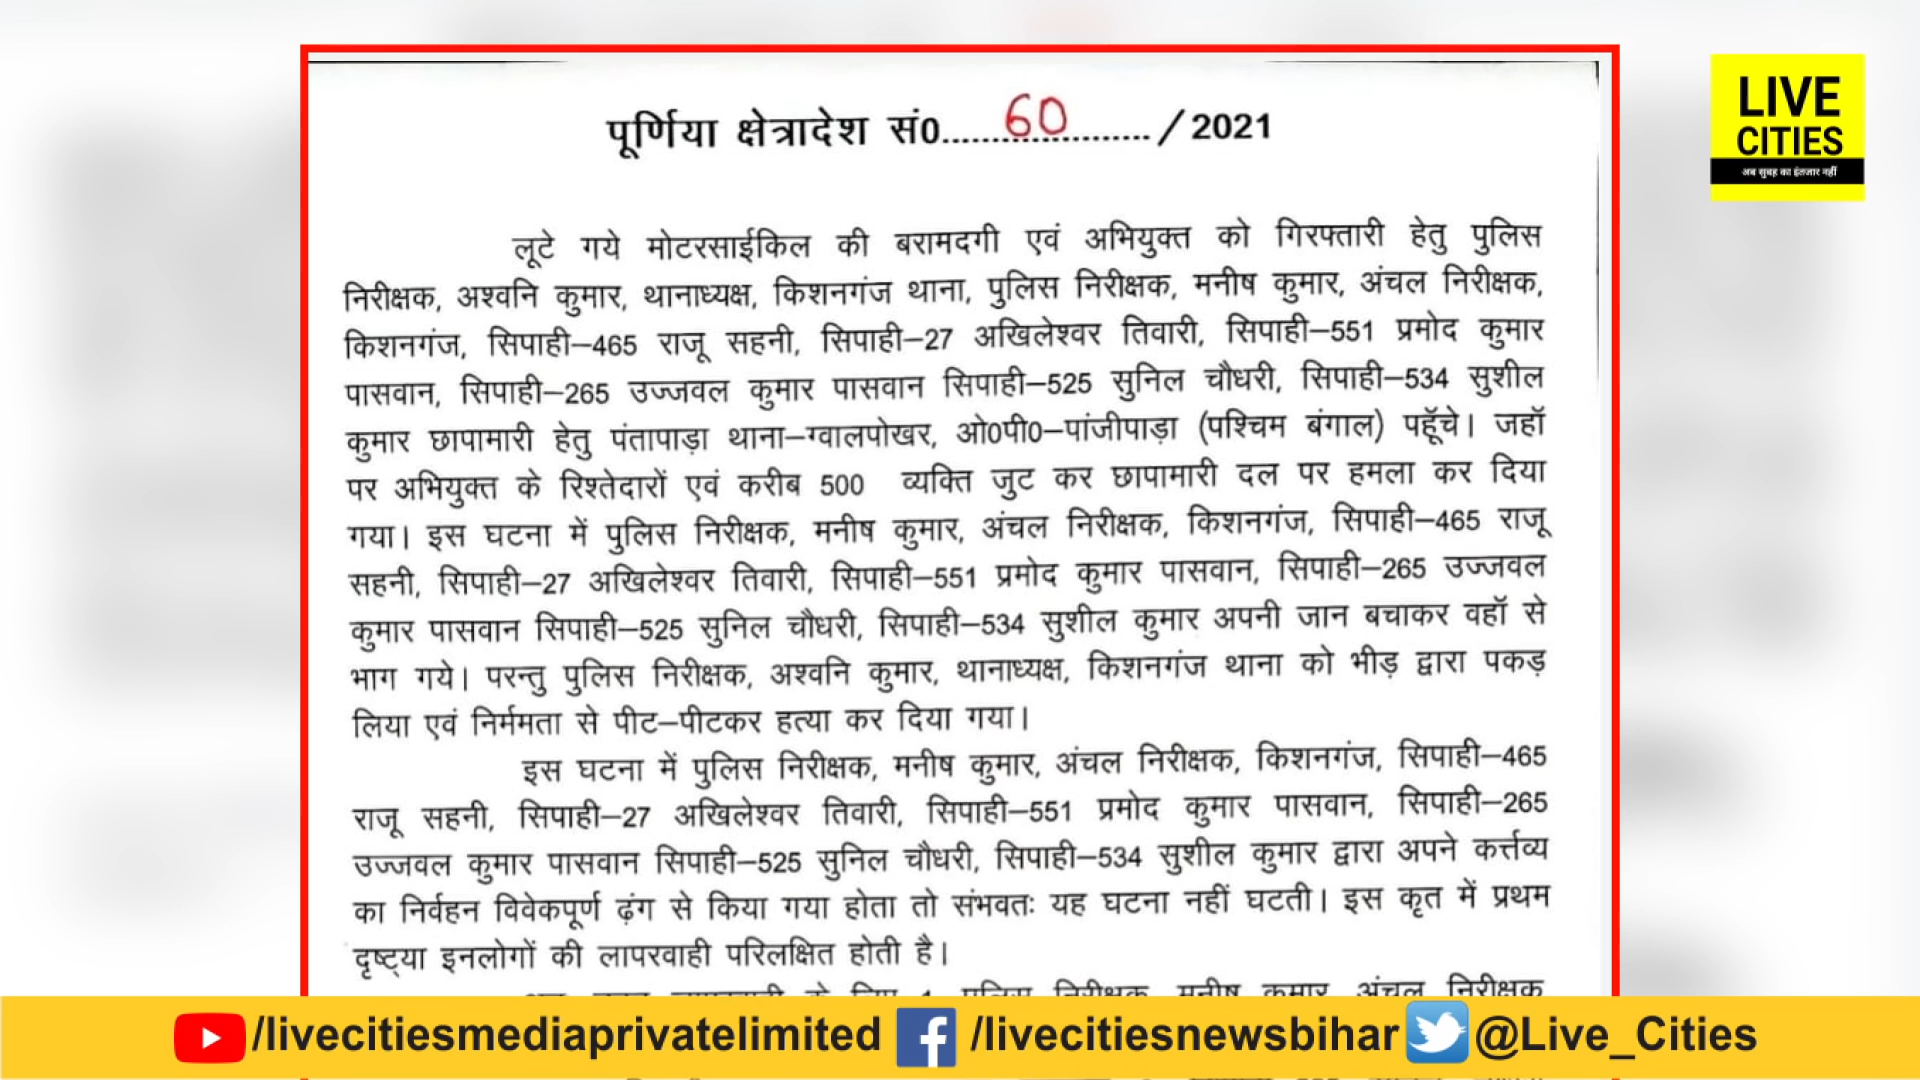 पूर्णिया क्षेत्रादेश सं0....60..../2021
लूटे गये मोटरसाईकिल की बरामदगी एवं अभियुक्त को गिरफ्तारी हेतु पुलिस
निरीक्षक, अश्वनि कुमार, थानाध्यक्ष, किशनगंज थाना, पुलिस निरीक्षक, मनीष कुमार, अंचल निरीक्षक,
किशनगंज, सिपाही–465 राजू सहनी, सिपाही–27 अखिलेश्वर तिवारी, सिपाही–551 प्रमोद कुमार
पासवान, सिपाही–265 उज्जवल कुमार पासवान सिपाही–525 सुनिल चौधरी, सिपाही–534 सुशील
कुमार छापामारी हेतु पंतापाड़ा थाना–ग्वालपोखर, ओ0पी0–पांजीपाड़ा (पश्चिम बंगाल) पहूॅचे। जहॉ
पर अभियुक्त के रिश्तेदारों एवं करीब 500 व्यक्ति जुट कर छापामारी दल पर हमला कर दिया
गया। इस घटना में पुलिस निरीक्षक, मनीष कुमार, अंचल निरीक्षक, किशनगंज, सिपाही–465 राजू
सहनी, सिपाही–27 अखिलेश्वर तिवारी, सिपाही–551 प्रमोद कुमार पासवान, सिपाही–265 उज्जवल
कुमार पासवान सिपाही–525 सुनिल चौधरी, सिपाही–534 सुशील कुमार अपनी जान बचाकर वहॉ से
भाग गये। परन्तु पुलिस निरीक्षक, अश्वनि कुमार, थानाध्यक्ष, किशनगंज थाना को भीड़ द्वारा पकड़
लिया एवं निर्ममता से पीट–पीटकर हत्या कर दिया गया।
इस घटना में पुलिस निरीक्षक, मनीष कुमार, अंचल निरीक्षक, किशनगंज, सिपाही–465
राजू सहनी, सिपाही–27 अखिलेश्वर तिवारी, सिपाही–551 प्रमोद कुमार पासवान, सिपाही–265
उज्जवल कुमार पासवान सिपाही–525 सुनिल चौधरी, सिपाही–534 सुशील कुमार द्वारा अपने कर्त्तव्य
का निर्वहन विवेकपूर्ण ढ़ंग से किया गया होता तो संभवतः यह घटना नहीं घटती। इस कृत में प्रथम
दृष्ट्या इनलोगों की लापरवाही परिलक्षित होती है।
पुलिस निरीक्षक मनीष कुमार अंचल निरीक्षक
LIVE
CITIES
अब सुबह का इंतजार नहीं
/livecitiesmediaprivatelimited /livecitiesnewsbihar @Live_Cities